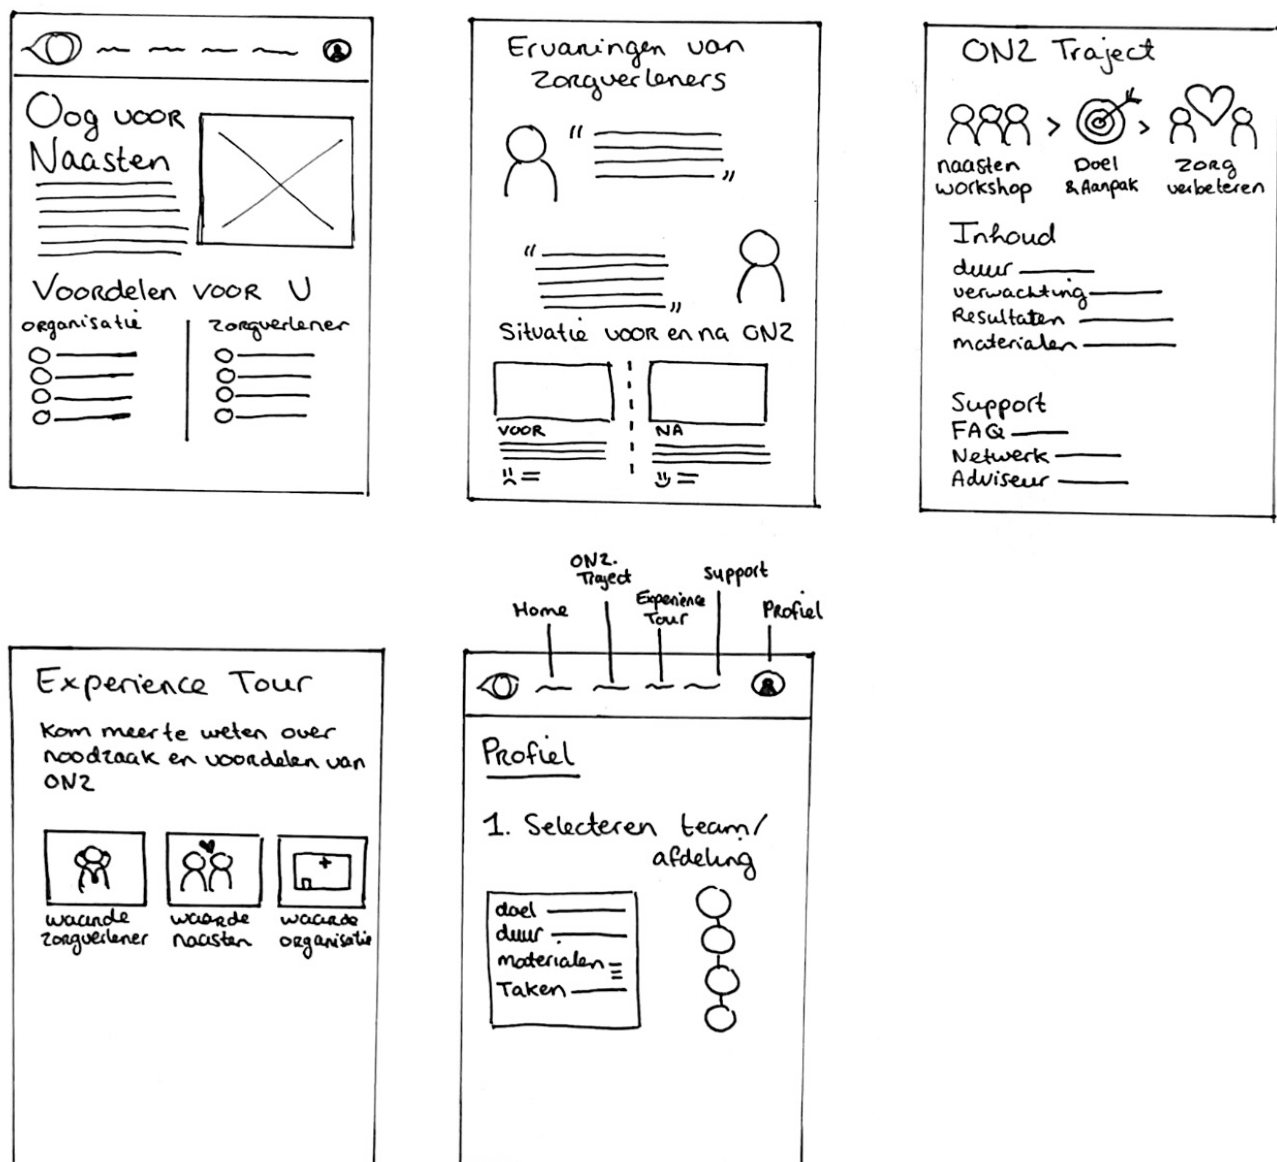 Oog voor
Naasten
Voordelen voor U
organisatie
zorgverlener
Ervaringen van
zorgverleners
"
"
"
"
Situatie voor en na ON2
VOOR
NA
ON2 Traject
> >
naasten
workshop
Doel
& Aanpak
zorg
verbeteren
Inhoud
duur
verwachting
Resultaten
materialen
Support
FAQ
Netwerk
Adviseur
Experience Tour
Kom meer te weten over
noodzaak en voordelen van
ON2
waarde
zorgverlener
waarde
naasten
waarde
organisatie
Home
ON2.
Traject
Experience
Tour
Support
Profiel
Profiel
1. Selecteren team/
afdeling
doel
duur
materialen
Taken